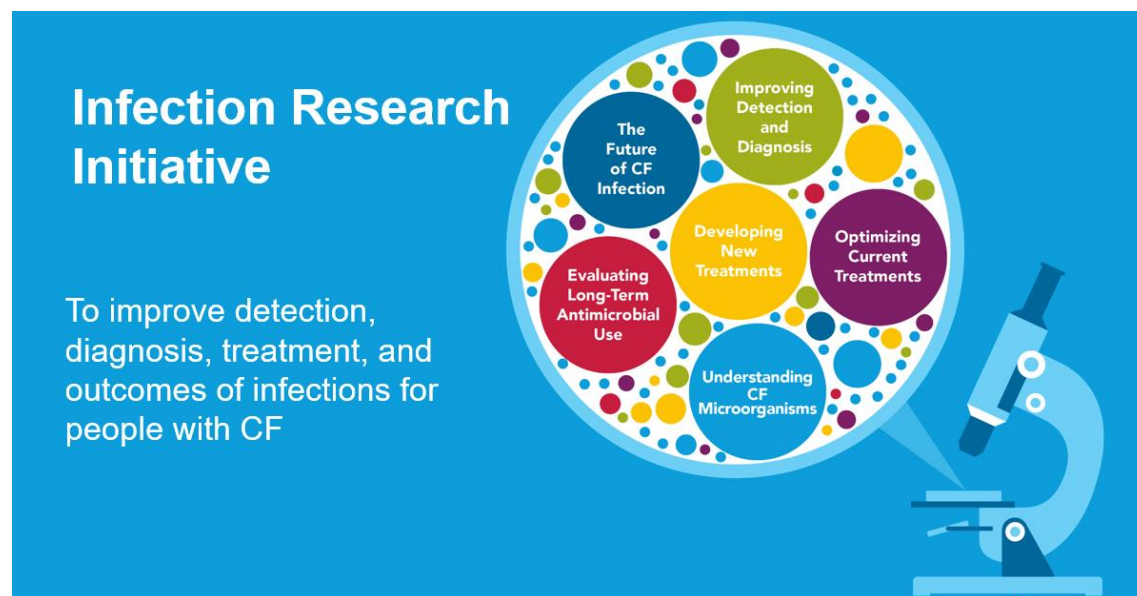 Infection Research
Initiative
To improve detection,
diagnosis, treatment, and
outcomes of infections for
people with CF
The
Future
of CF
Infection
Improving
Detection
and
Diagnosis
Developing
New
Treatments
Optimizing
Current
Treatments
Evaluating
Long-Term
Antimicrobial
Use
Understanding
CF
Microorganisms